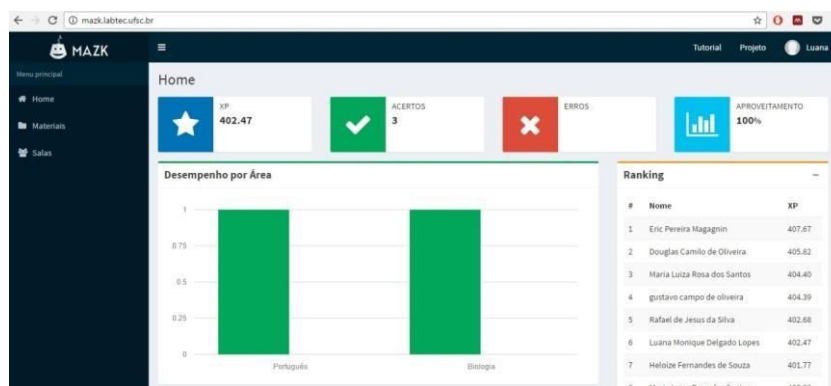 mazk.labtec.ufsc.br
MAZK
Tutorial Projeto Luana
Menu principal
Home
Materiais
Salas
Home
XP
402.47
ACERTOS
3
ERROS
APROVEITAMENTO
100%
Desempenho por Área
1
0.75
0.5
0.25
0
Português Biologia
Ranking
# Nome XP
1 Eric Pereira Magagnin 407.67
2 Douglas Camilo de Oliveira 405.82
3 Maria Luiza Rosa dos Santos 404.40
4 gustavo campo de oliveira 404.39
5 Rafael de Jesus da Silva 402.68
6 Luana Monique Delgado Lopes 402.47
7 Heloize Fernandes de Souza 401.77